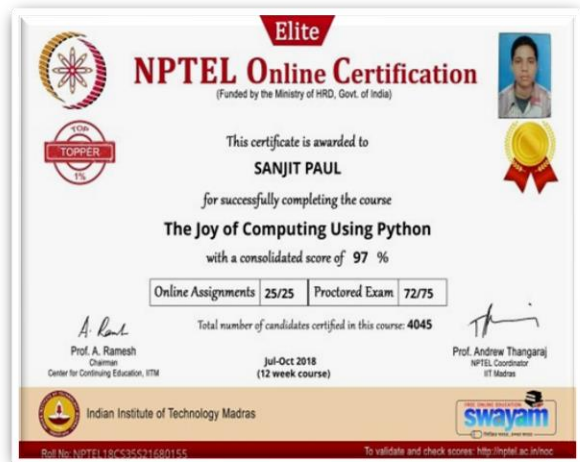 Elite
NPTEL Online Certification
(Funded by the Ministry of HRD, Govt. of India)
TOP
TOPPER
1%
This certificate is awarded to
SANJIT PAUL
for successfully completing the course
The Joy of Computing Using Python
with a consolidated score of 97 %
Online Assignments 25/25 Proctored Exam 72/75
Total number of candidates certified in this course: 4045
Prof. A. Ramesh
Chairman
Center for Continuing Education, IITM
Jul-Oct 2018
(12 week course)
Prof. Andrew Thangaraj
NPTEL Coordinator
IIT Madras
Indian Institute of Technology Madras
FREE ONLINE EDUCATION
swayam
Roll No: NPTEL18CS35S21680155
To validate and check scores: http://nptel.ac.in/noc